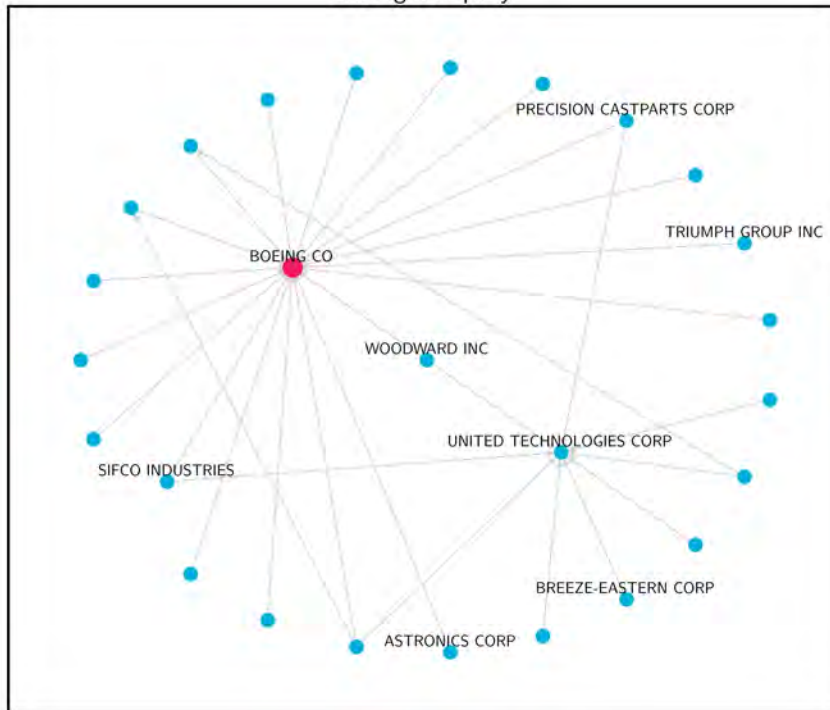 PRECISION CASTPARTS CORP
TRIUMPH GROUP INC
BOEING CO
WOODWARD INC
UNITED TECHNOLOGIES CORP
SIFCO INDUSTRIES
BREEZE-EASTERN CORP
ASTRONICS CORP